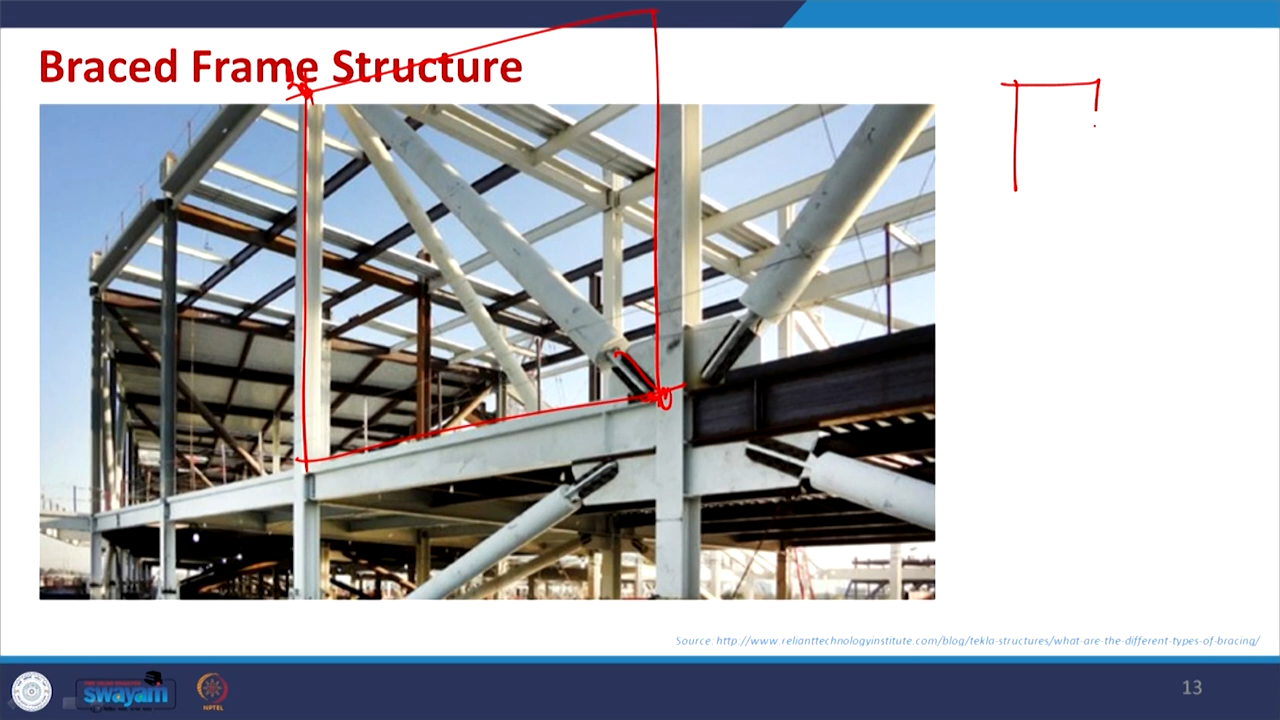 Braced Frame Structure
Source: http://www.relianttechnologyinstitute.com/blog/tekla-structures/what-are-the-different-types-of-bracing/
swayam
NPTEL
13